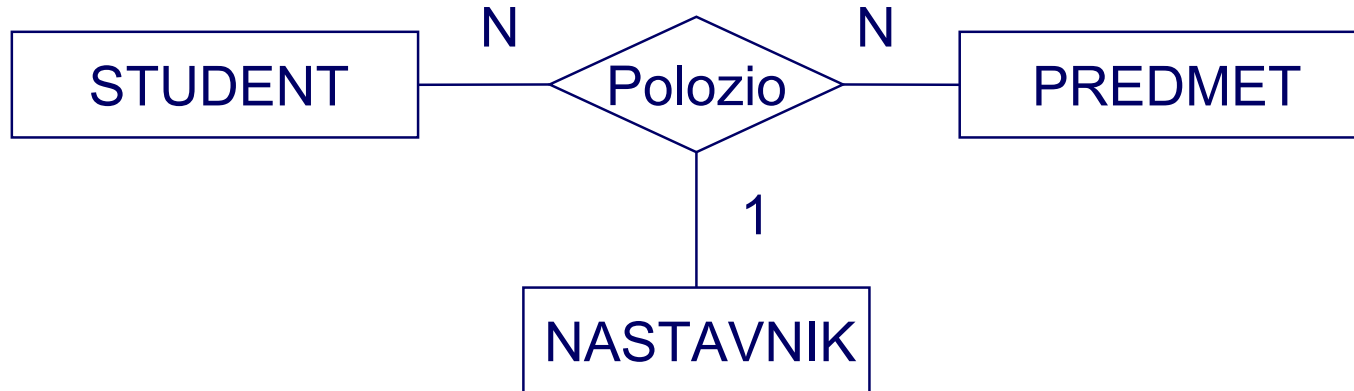 N
N
STUDENT
Polozio
PREDMET
1
NASTAVNIK